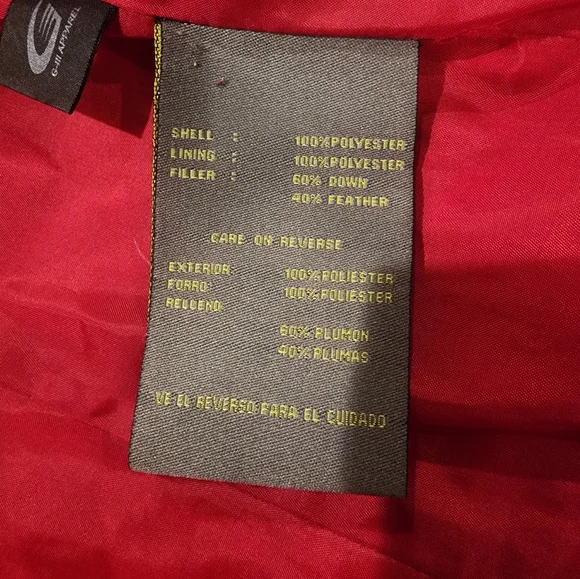 G-III APPAREL
SHELL : 100%POLYESTER
LINING : 100%POLYESTER
FILLER : 60% DOWN
40% FEATHER
CARE ON REVERSE
EXTERIOR: 100%POLIESTER
FORRO: 100%POLIESTER
RELLENO:
60% PLUMON
40% PLUMAS
VE EL REVERSO PARA EL CUIDADO